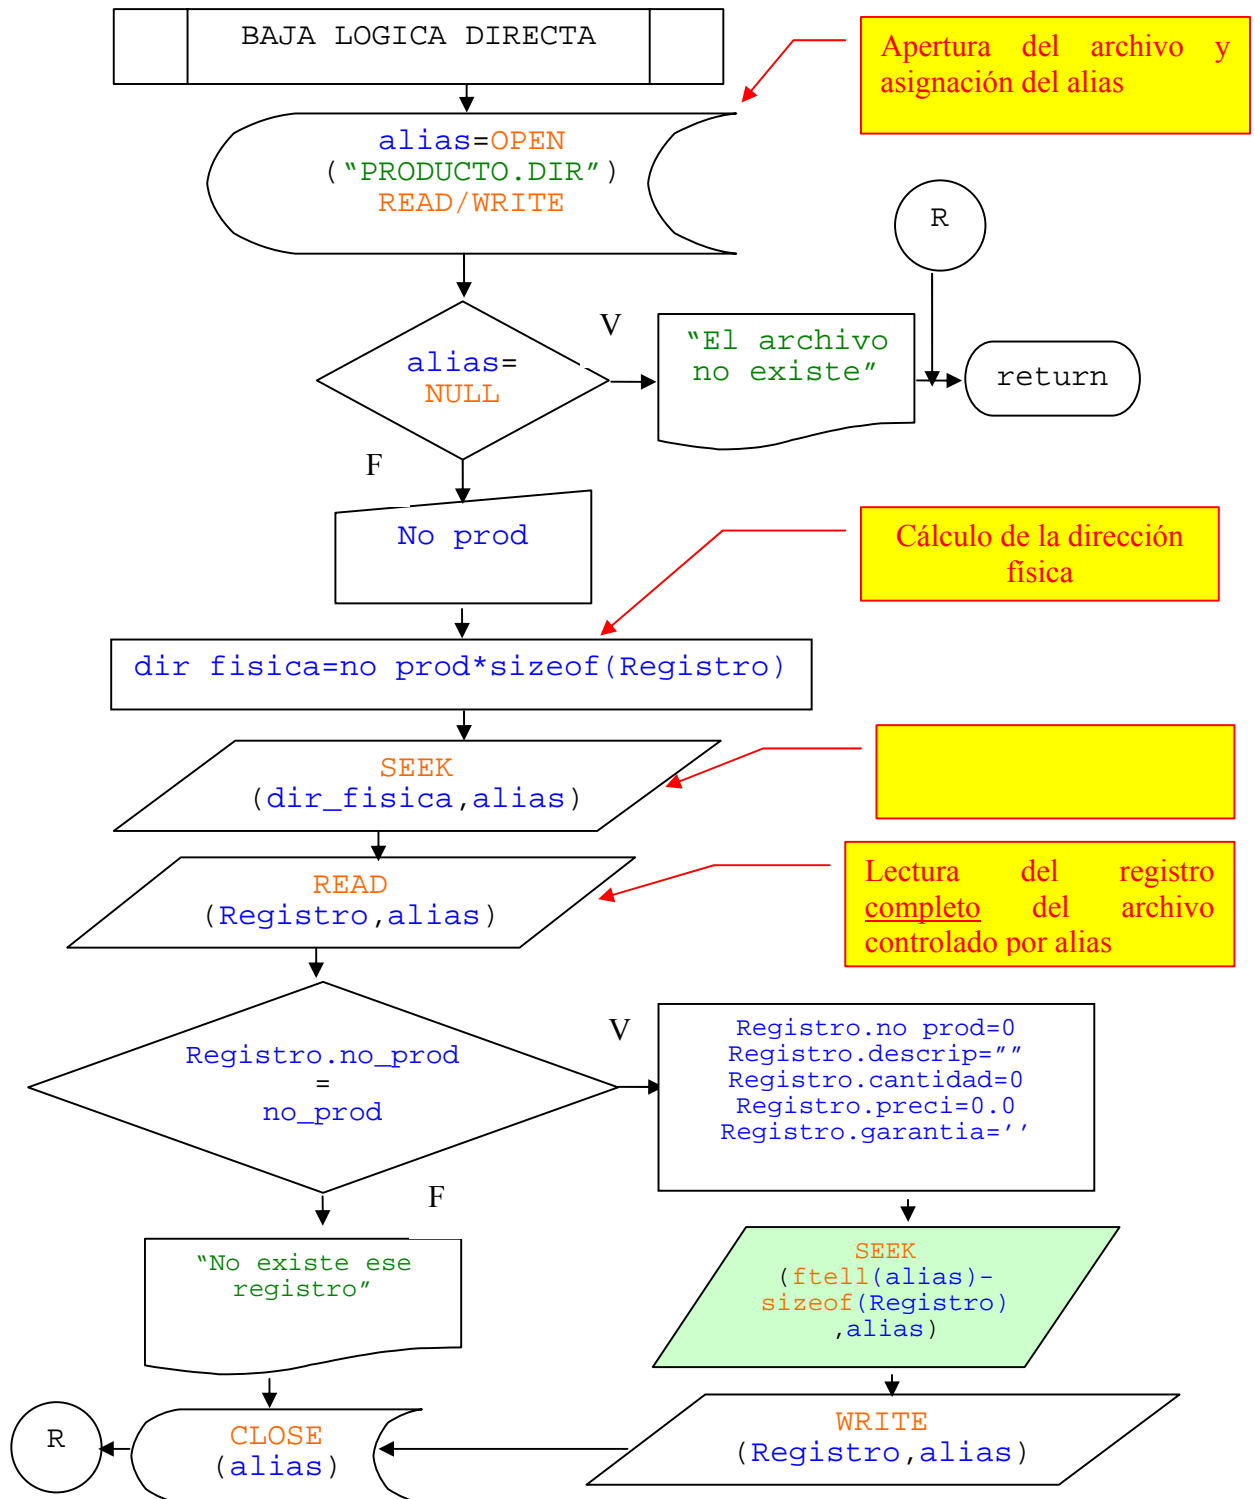 BAJA LOGICA DIRECTA
Apertura del archivo y
asignación del alias
alias=OPEN
(“PRODUCTO.DIR”)
READ/WRITE
R
alias=
NULL
V
“El archivo
no existe”
return
F
No prod
Cálculo de la dirección
física
dir fisica=no prod*sizeof(Registro)
SEEK
(dir_fisica,alias)
READ
(Registro,alias)
Lectura del registro
completo del archivo
controlado por alias
Registro.no_prod
=
no_prod
V
Registro.no prod=0
Registro.descrip=””
Registro.cantidad=0
Registro.preci=0.0
Registro.garantia=’’
F
“No existe ese
registro”
SEEK
(ftell(alias)-
sizeof(Registro)
,alias)
WRITE
(Registro,alias)
CLOSE
(alias)
R